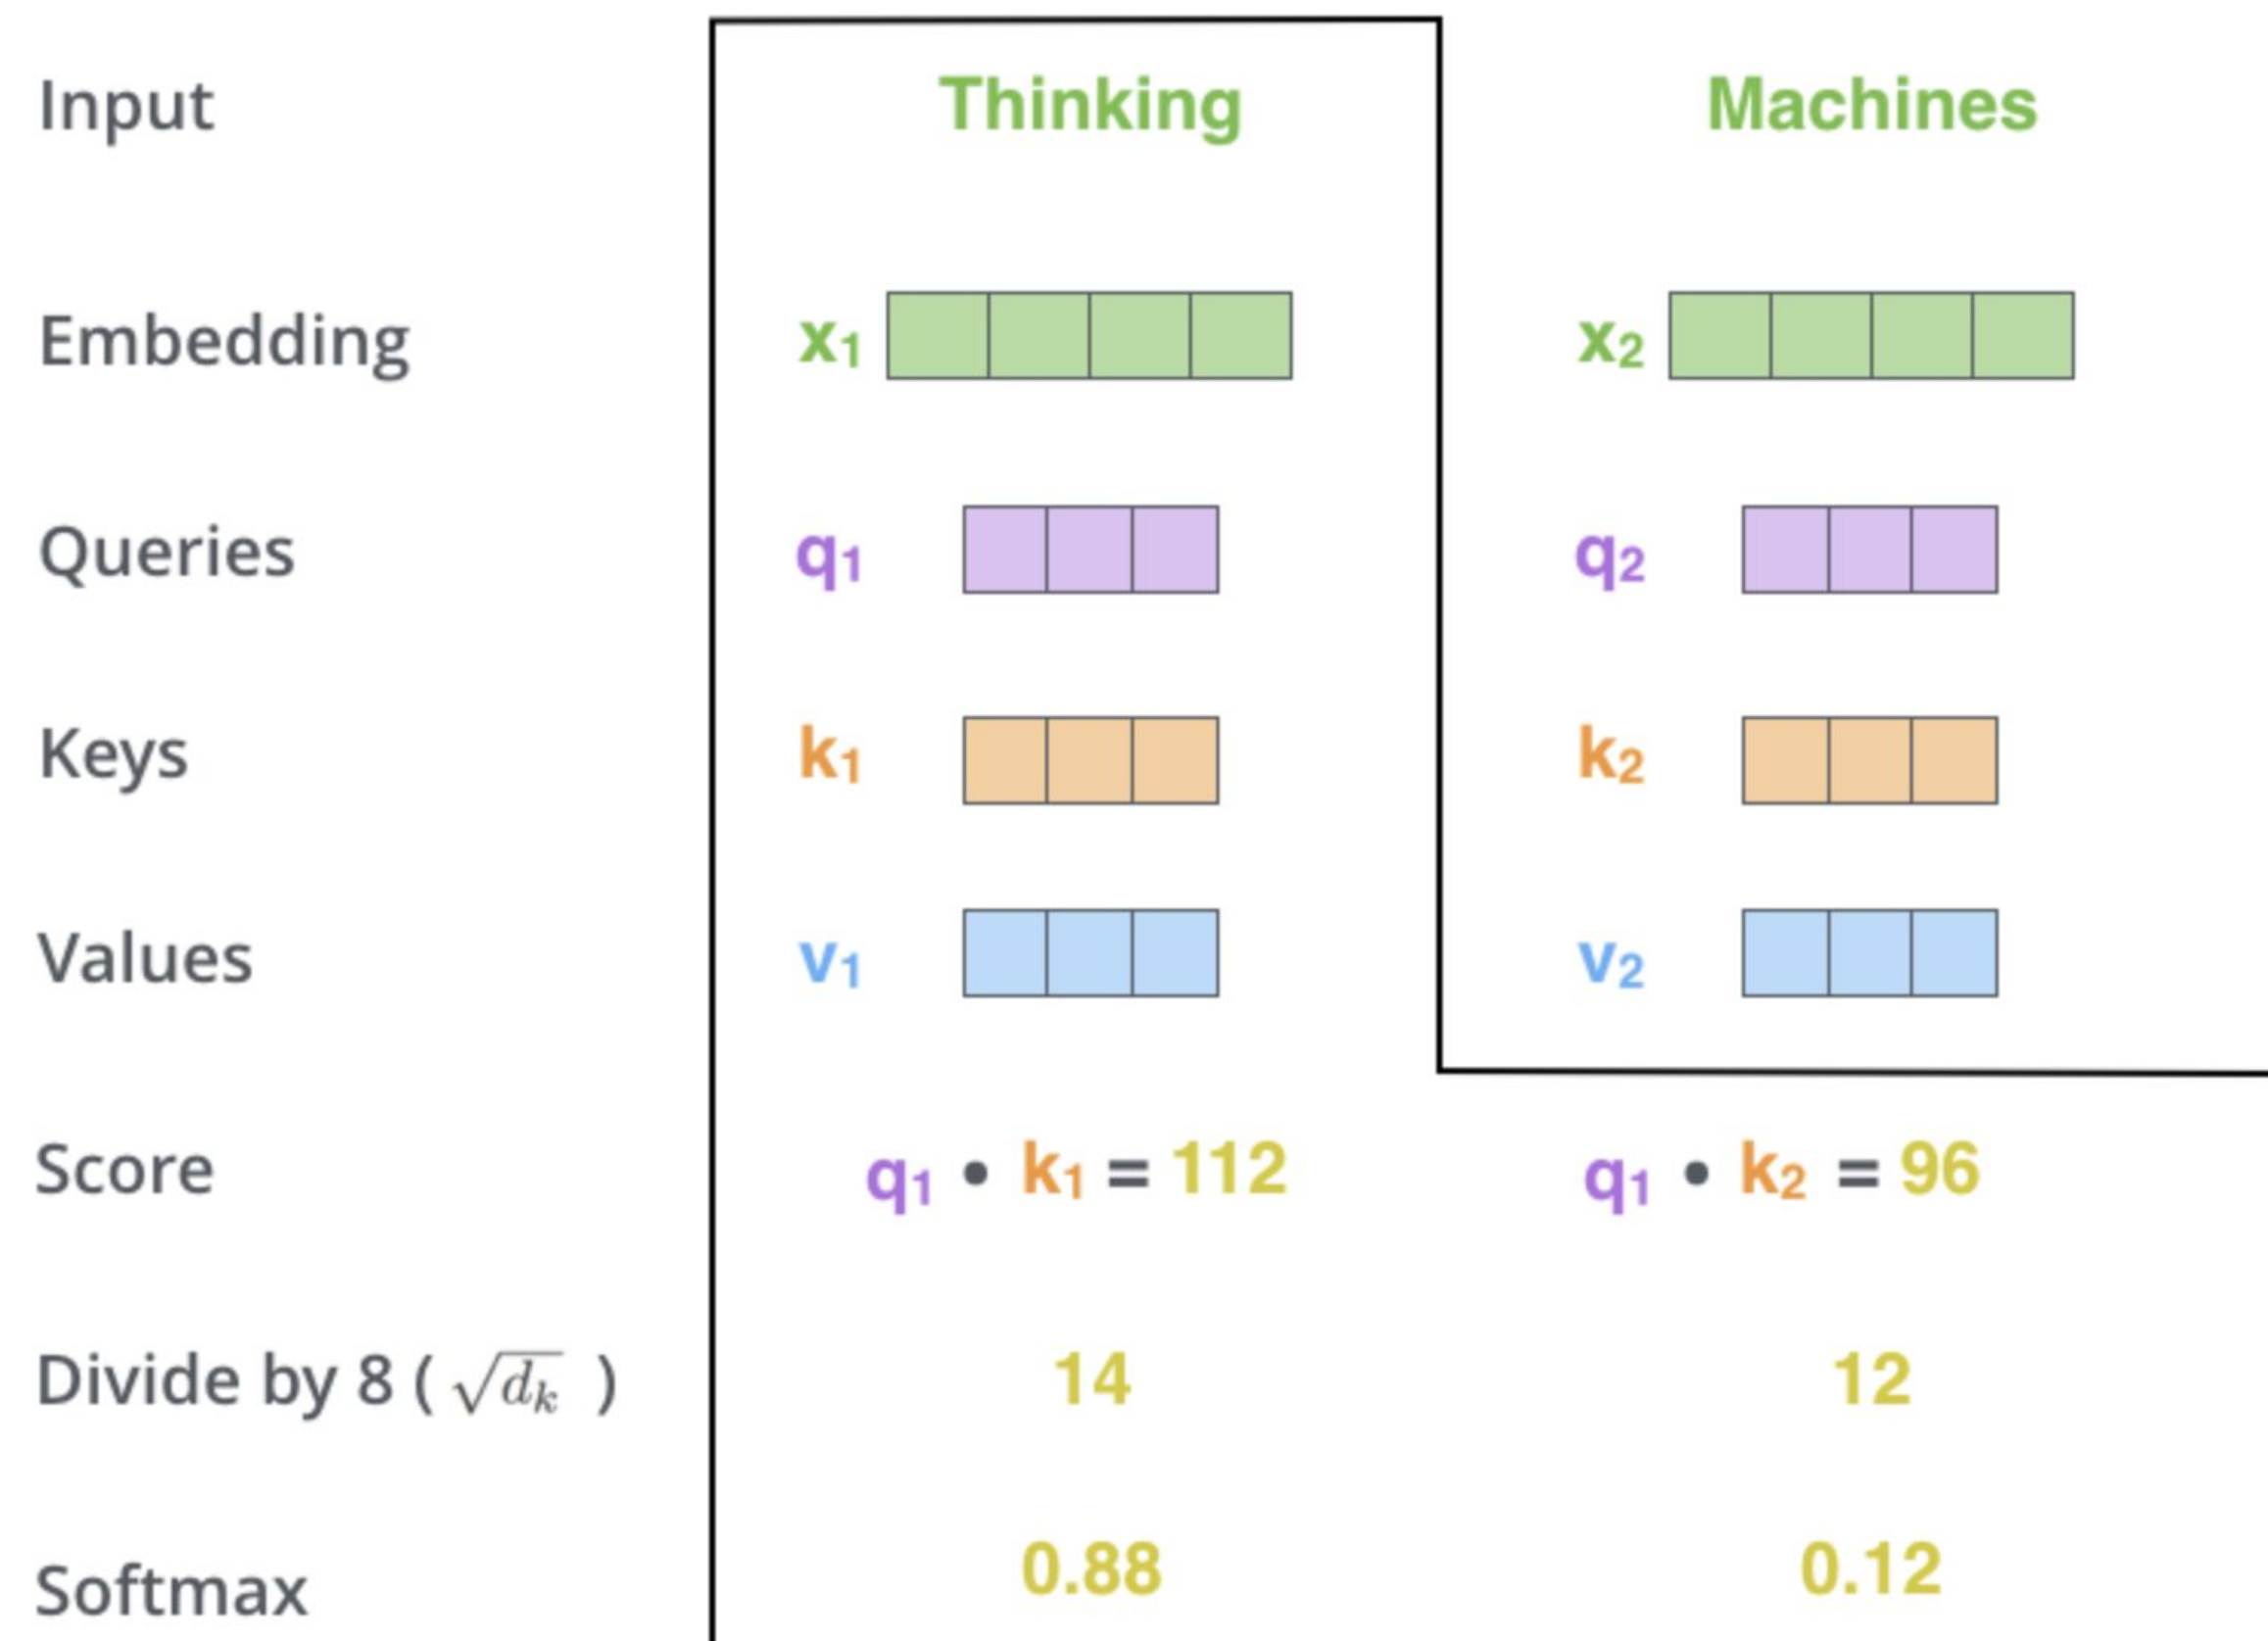 Input Thinking Machines
Embedding x₁ x₂
Queries q₁ q₂
Keys k₁ k₂
Values v₁ v₂
Score q₁ • k₁ = 112 q₁ • k₂ = 96
Divide by 8 ( √dₖ ) 14 12
Softmax 0.88 0.12